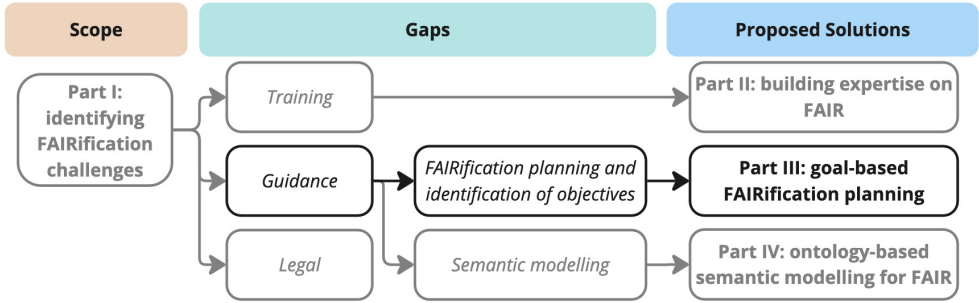 Scope
Gaps
Proposed Solutions
Part I:
identifying
FAIRification
challenges
Training
Part II: building expertise on
FAIR
Guidance
FAIRification planning and
identification of objectives
Part III: goal-based
FAIRification planning
Legal
Semantic modelling
Part IV: ontology-based
semantic modelling for FAIR